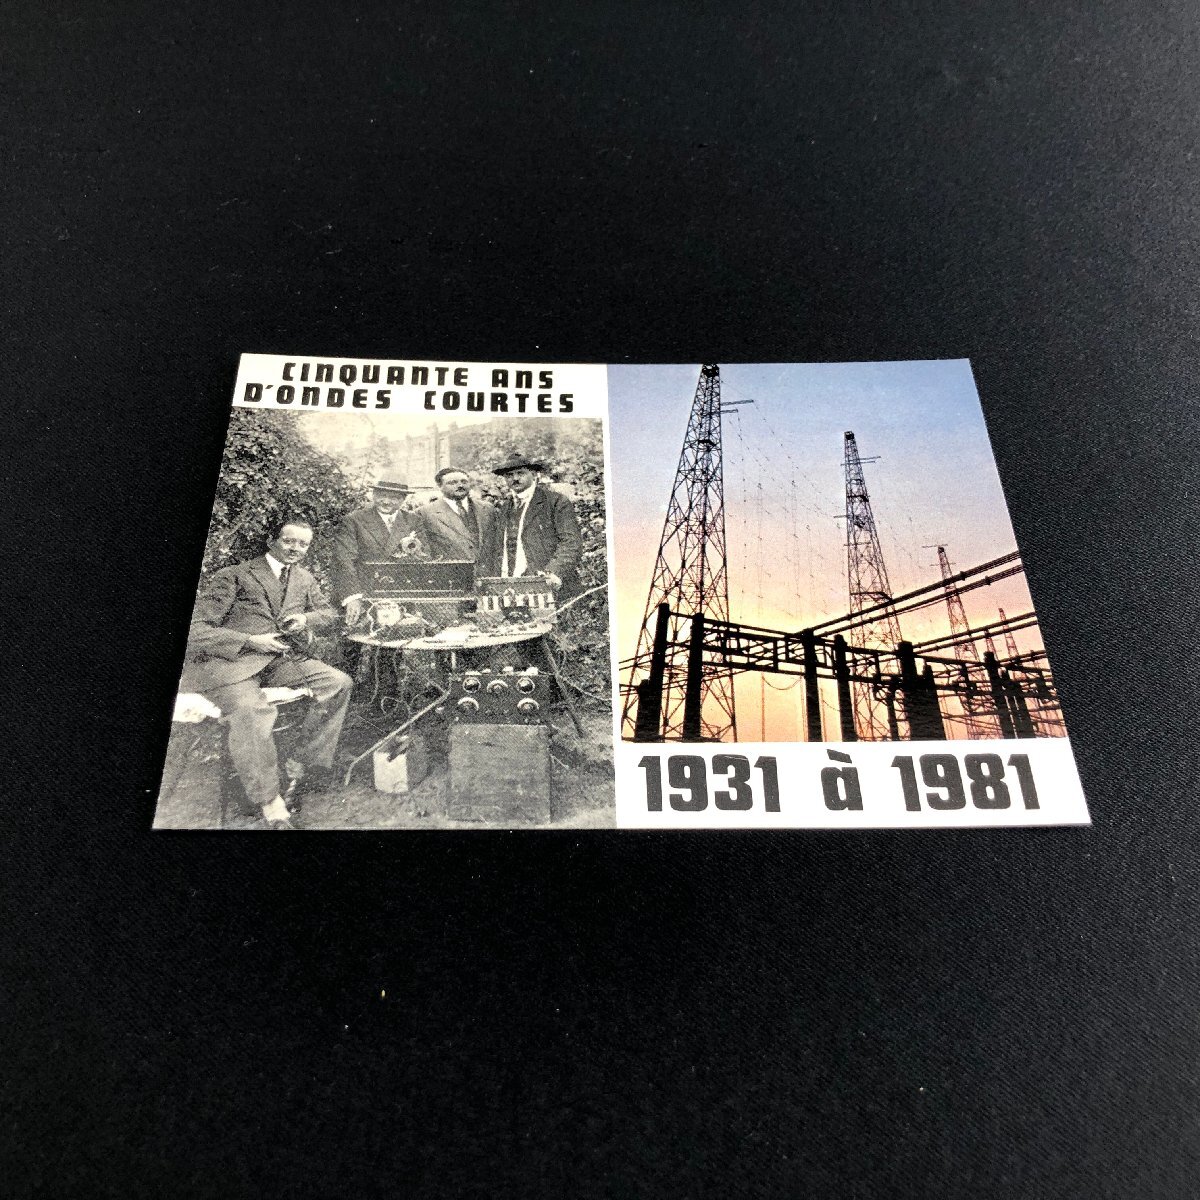 CINQUANTE ANS
D'ONDES COURTES
1931 à 1981